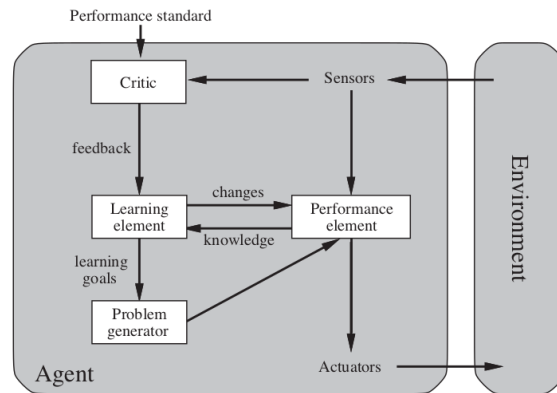 Performance standard
Critic
Sensors
feedback
changes
Learning
element
Performance
element
knowledge
learning
goals
Problem
generator
Actuators
Agent
Environment